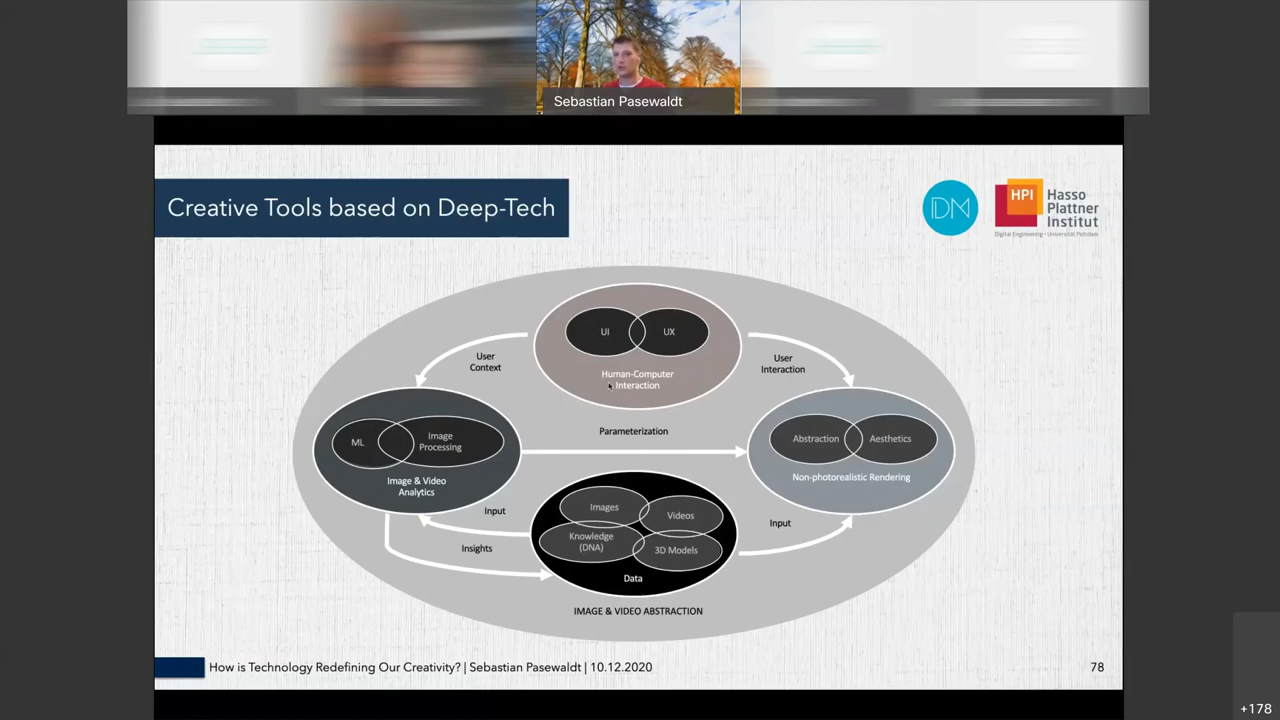 Sebastian Pasewaldt
Creative Tools based on Deep-Tech
DM
HPI
Hasso
Plattner
Institut
Digital Engineering • Universität Potsdam
UI
UX
User
Context
Human-Computer
Interaction
User
Interaction
ML
Image
Processing
Image & Video
Analytics
Parameterization
Abstraction
Aesthetics
Non-photorealistic Rendering
Input
Insights
Images
Videos
Knowledge
(DNA)
3D Models
Data
Input
IMAGE & VIDEO ABSTRACTION
How is Technology Redefining Our Creativity? | Sebastian Pasewaldt | 10.12.2020
78
+178